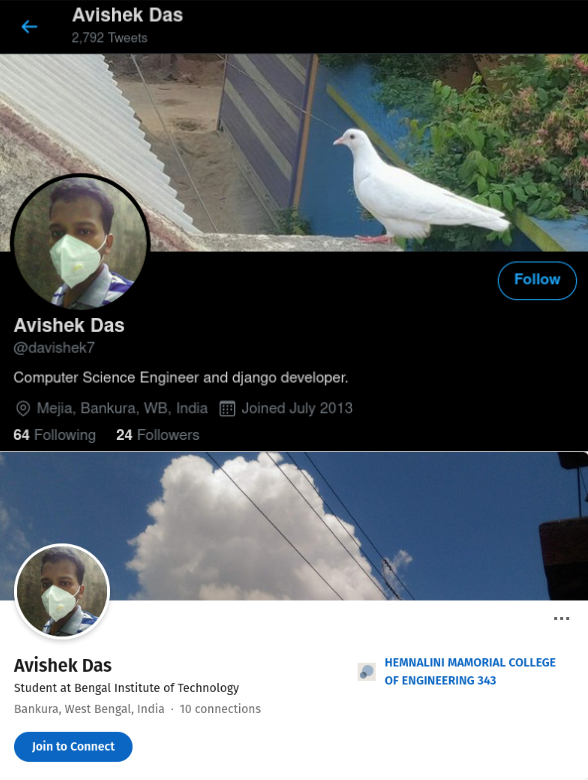 Avishek Das
2,792 Tweets
Follow
Avishek Das
@davishek7
Computer Science Engineer and django developer.
Mejia, Bankura, WB, India Joined July 2013
64 Following 24 Followers
...
Avishek Das
Student at Bengal Institute of Technology
Bankura, West Bengal, India · 10 connections
HEMNALINI MAMORIAL COLLEGE
OF ENGINEERING 343
Join to Connect